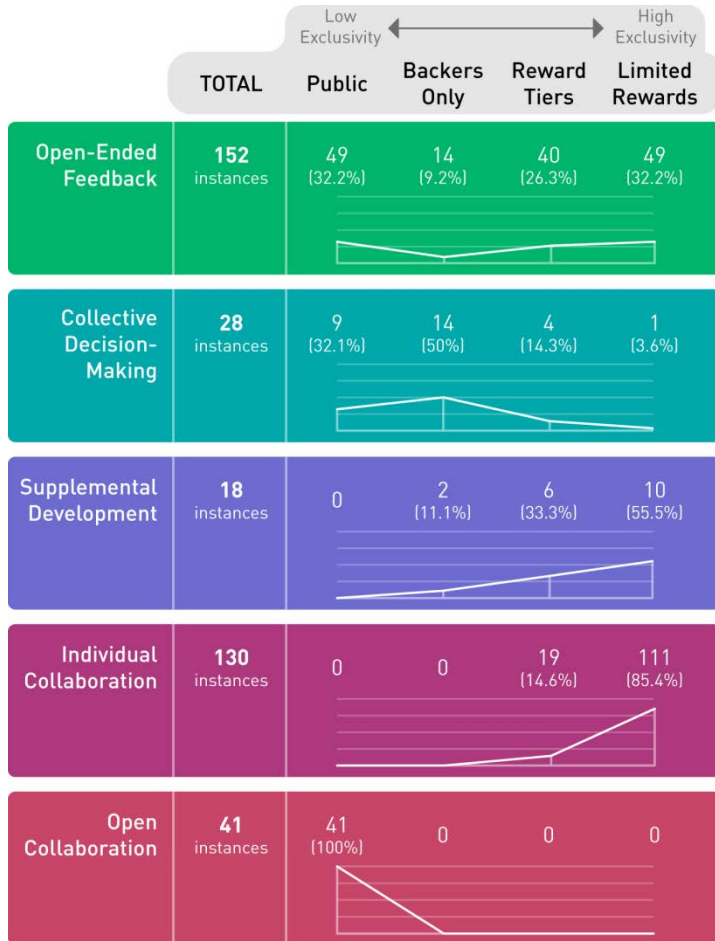 Low Exclusivity High Exclusivity
TOTAL Public Backers Only Reward Tiers Limited Rewards
Open-Ended Feedback 152 instances 49 (32.2%) 14 (9.2%) 40 (26.3%) 49 (32.2%)
Collective Decision-Making 28 instances 9 (32.1%) 14 (50%) 4 (14.3%) 1 (3.6%)
Supplemental Development 18 instances 0 2 (11.1%) 6 (33.3%) 10 (55.5%)
Individual Collaboration 130 instances 0 0 19 (14.6%) 111 (85.4%)
Open Collaboration 41 instances 41 (100%) 0 0 0